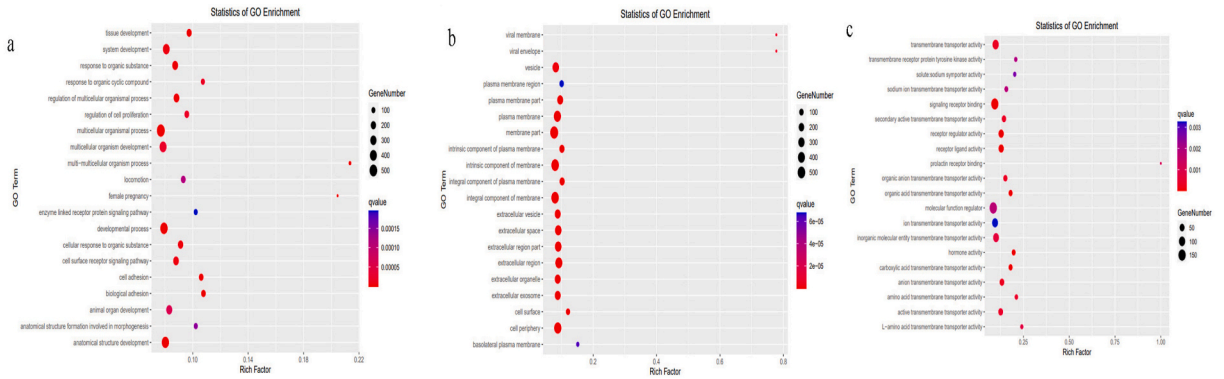 a
Statistics of GO Enrichment
GO Term
tissue development
system development
response to organic substance
response to organic cyclic compound
regulation of multicellular organismal process
regulation of cell proliferation
multicellular organismal process
multicellular organism development
multi-multicellular organism process
locomotion
female pregnancy
enzyme linked receptor protein signaling pathway
developmental process
cellular response to organic substance
cell surface receptor signaling pathway
cell adhesion
biological adhesion
animal organ development
anatomical structure formation involved in morphogenesis
anatomical structure development
0.10
0.14
0.18
0.22
Rich Factor
GeneNumber
100
200
300
400
500
qvalue
0.00015
0.00010
0.00005
b
Statistics of GO Enrichment
GO Term
viral membrane
viral envelope
vesicle
plasma membrane region
plasma membrane part
plasma membrane
membrane part
intrinsic component of plasma membrane
intrinsic component of membrane
integral component of plasma membrane
integral component of membrane
extracellular vesicle
extracellular space
extracellular region part
extracellular region
extracellular organelle
extracellular exosome
cell surface
cell periphery
basolateral plasma membrane
0.2
0.4
0.6
0.8
Rich Factor
GeneNumber
100
200
300
400
500
qvalue
6e-05
4e-05
2e-05
c
Statistics of GO Enrichment
GO Term
transmembrane transporter activity
transmembrane receptor protein tyrosine kinase activity
solute:sodium symporter activity
sodium ion transmembrane transporter activity
signaling receptor binding
secondary active transmembrane transporter activity
receptor regulator activity
receptor ligand activity
prolactin receptor binding
organic anion transmembrane transporter activity
organic acid transmembrane transporter activity
molecular function regulator
ion transmembrane transporter activity
inorganic molecular entity transmembrane transporter activity
hormone activity
carboxylic acid transmembrane transporter activity
anion transmembrane transporter activity
amino acid transmembrane transporter activity
active transmembrane transporter activity
L-amino acid transmembrane transporter activity
0.25
0.50
0.75
1.00
Rich Factor
qvalue
0.003
0.002
0.001
GeneNumber
50
100
150